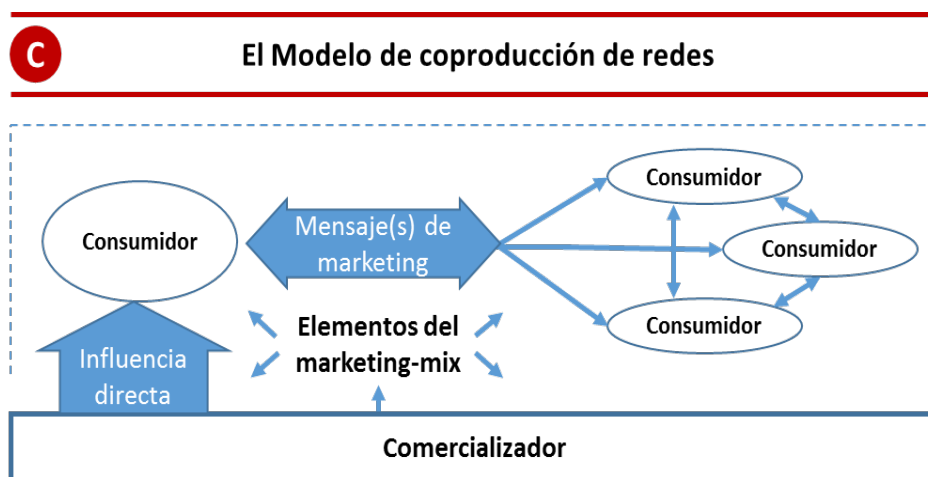 C
El Modelo de coproducción de redes
Consumidor
Mensaje(s) de
marketing
Consumidor
Consumidor
Consumidor
Elementos del
marketing-mix
Influencia
directa
Comercializador